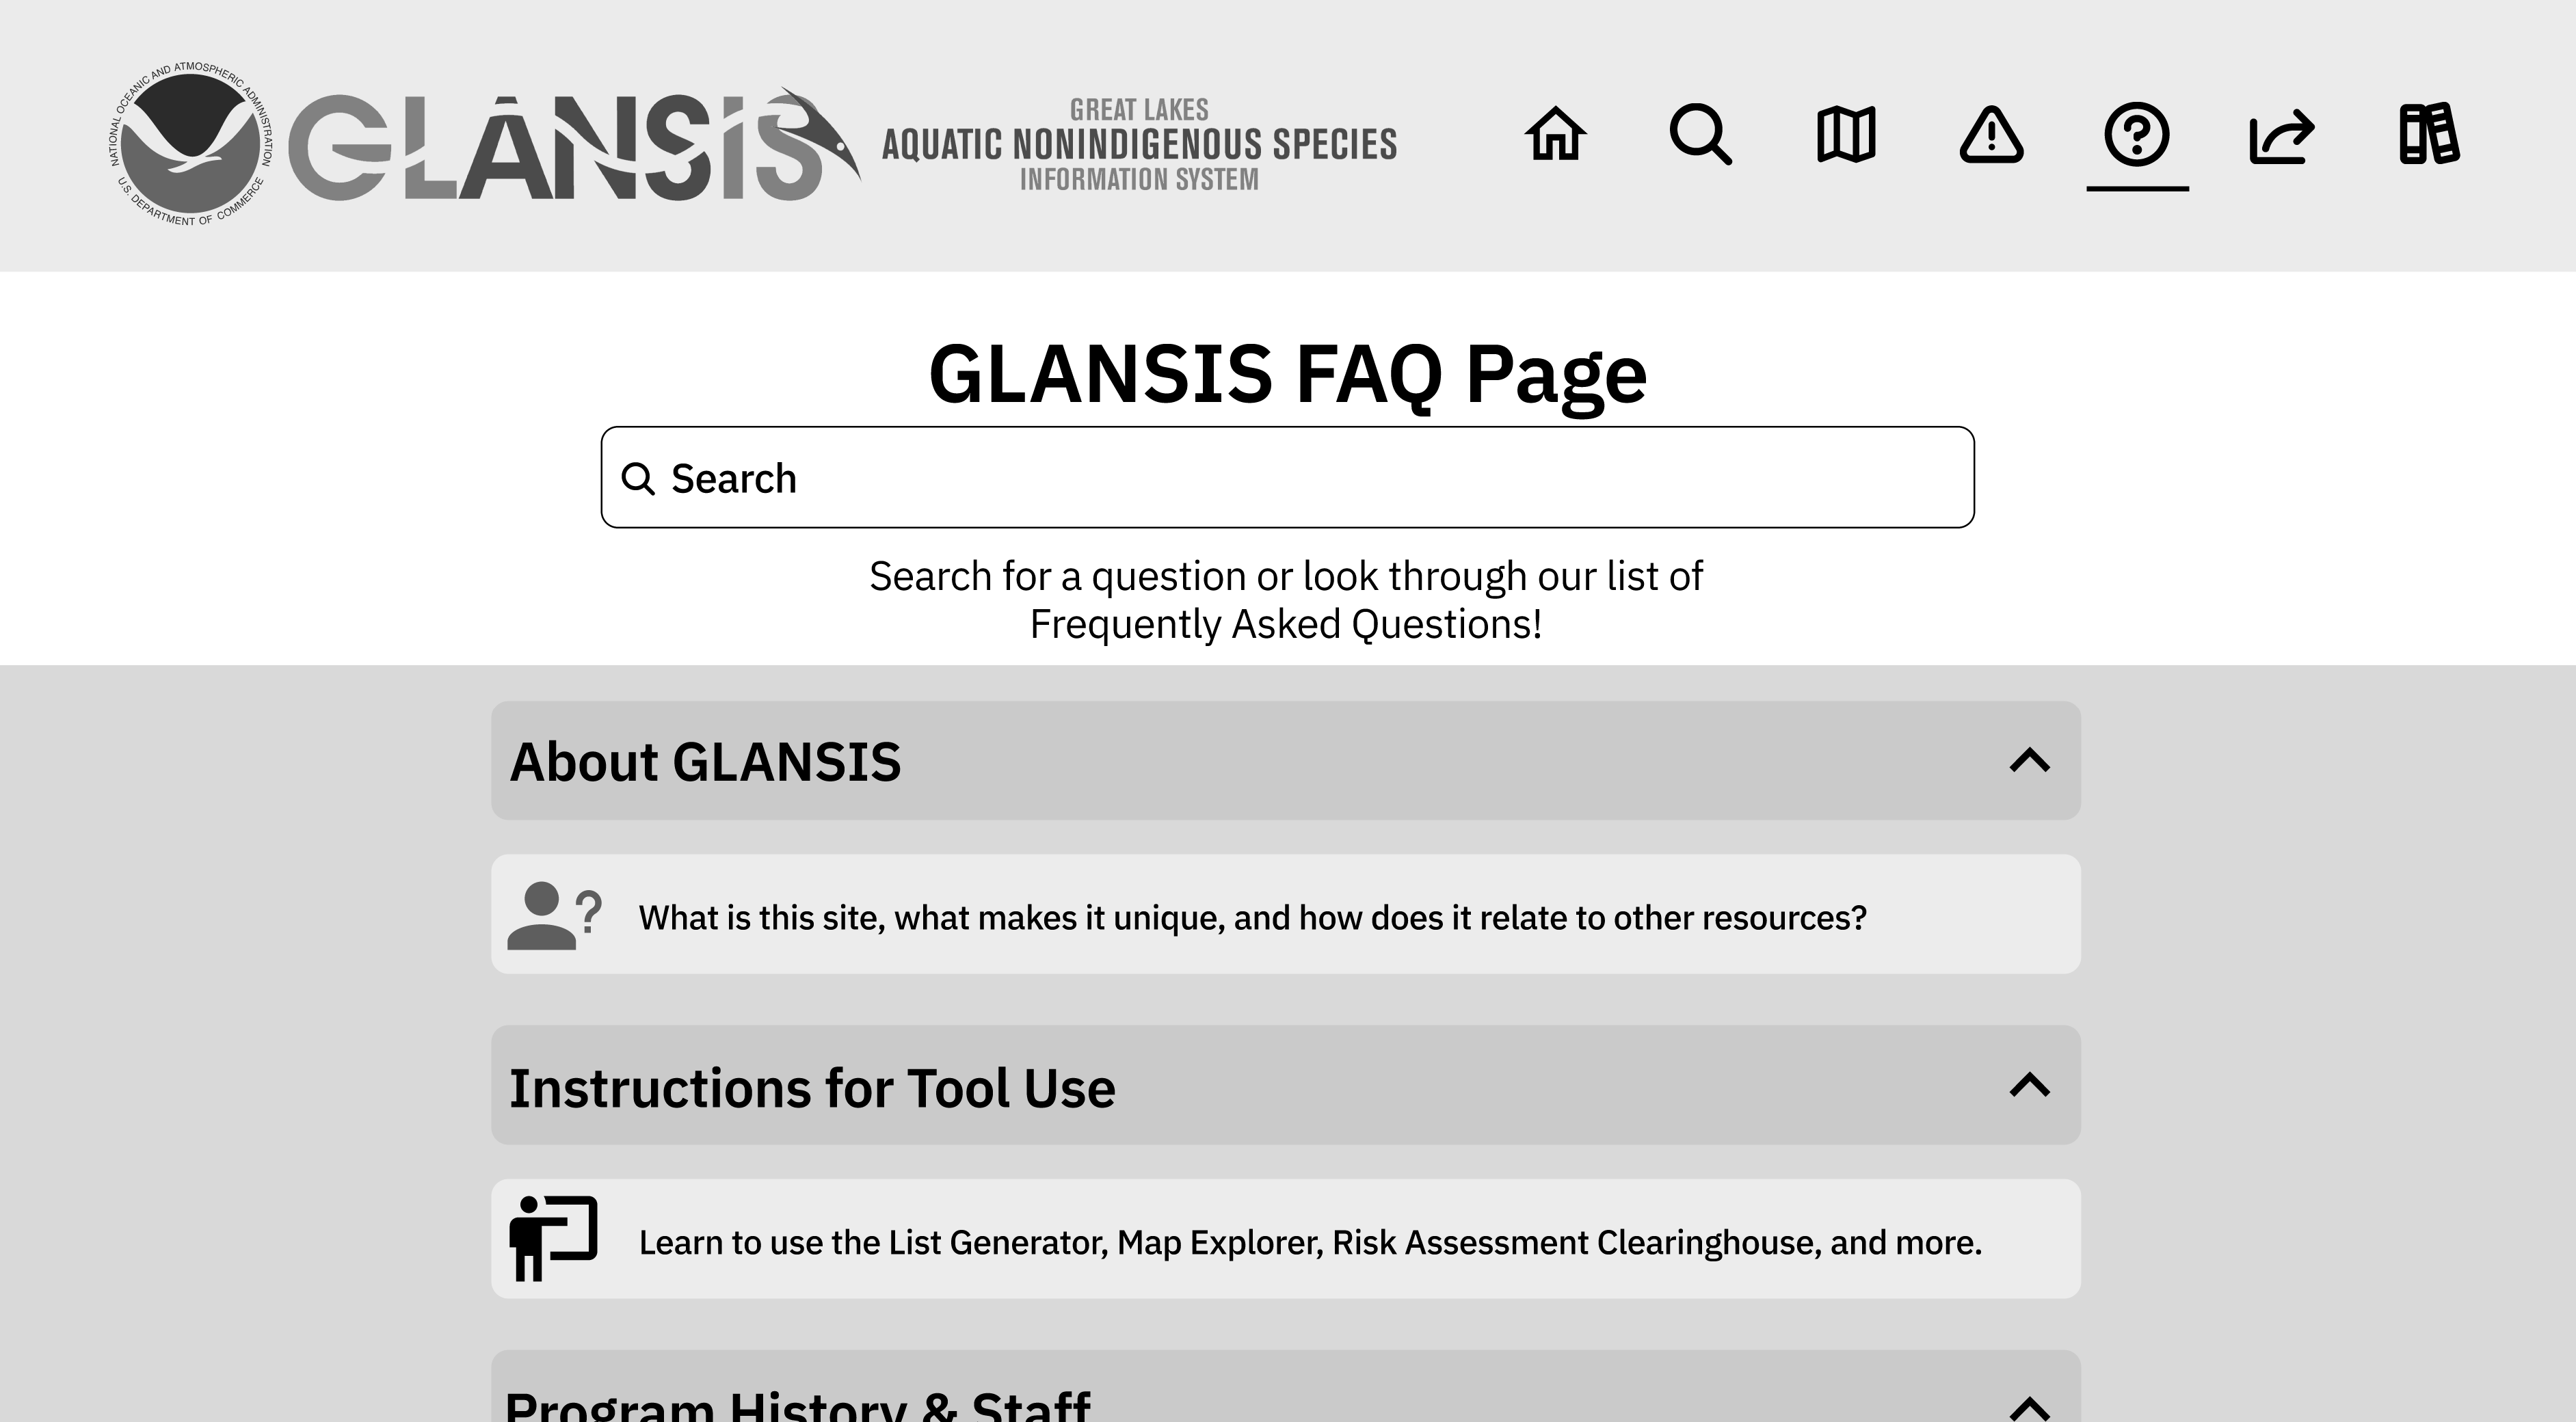 NATIONAL OCEANIC AND ATMOSPHERIC ADMINISTRATION
U.S. DEPARTMENT OF COMMERCE
GLANSIS
GREAT LAKES
AQUATIC NONINDIGENOUS SPECIES
INFORMATION SYSTEM
GLANSIS FAQ Page
Search
Search for a question or look through our list of
Frequently Asked Questions!
About GLANSIS
What is this site, what makes it unique, and how does it relate to other resources?
Instructions for Tool Use
Learn to use the List Generator, Map Explorer, Risk Assessment Clearinghouse, and more.
Program History & Staff